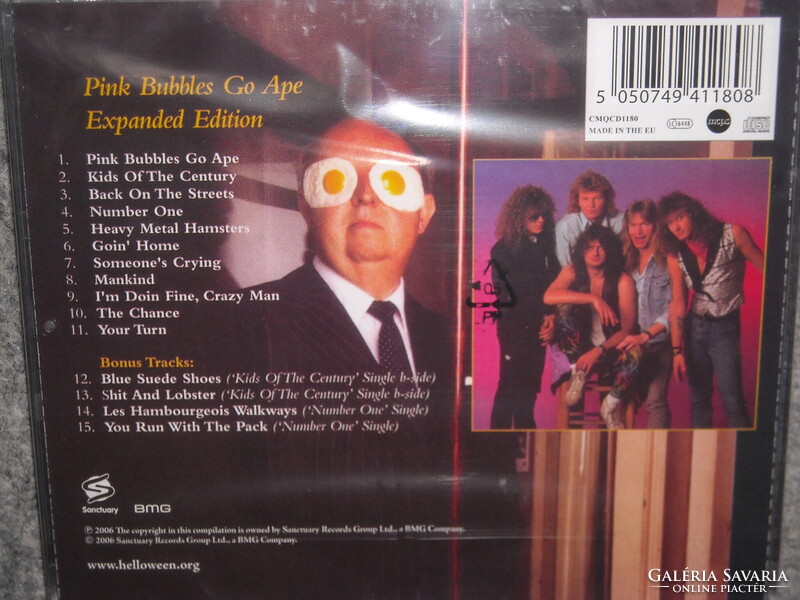 Pink Bubbles Go Ape
Expanded Edition
1. Pink Bubbles Go Ape
2. Kids Of The Century
3. Back On The Streets
4. Number One
5. Heavy Metal Hamsters
6. Goin' Home
7. Someone's Crying
8. Mankind
9. I'm Doin Fine, Crazy Man
10. The Chance
11. Your Turn
Bonus Tracks:
12. Blue Suede Shoes ('Kids Of The Century' Single b-side)
13. Shit And Lobster ('Kids Of The Century' Single b-side)
14. Les Hambourgeois Walkways ('Number One' Single)
15. You Run With The Pack ('Number One' Single)
Sanctuary BMG
℗ 2006 The copyright in this compilation is owned by Sanctuary Records Group Ltd., a BMG Company.
© 2006 Sanctuary Records Group Ltd., a BMG Company.
www.helloween.org
5 050749 411808
CMQCD1180
MADE IN THE EU
LC 6448
mcps
GALÉRIA SAVARIA
ONLINE PIACTÉR